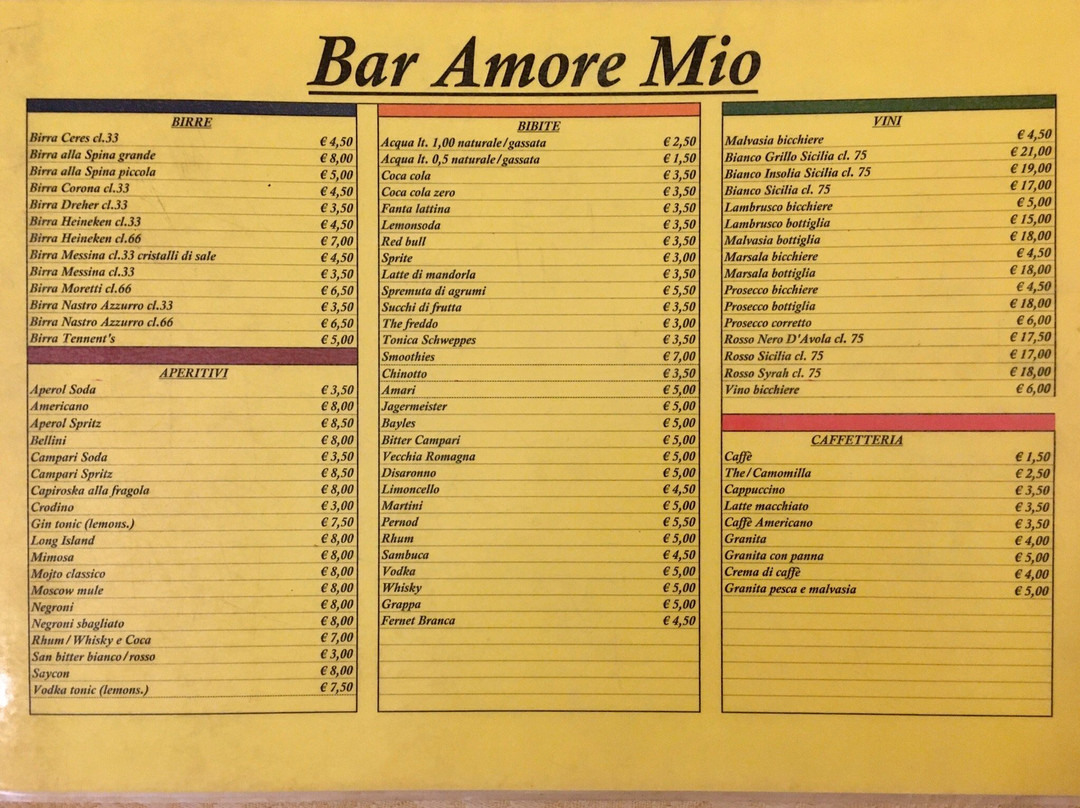 Bar Amore Mio
BIRRE
Birra Ceres cl.33 € 4,50
Birra alla Spina grande € 8,00
Birra alla Spina piccola € 5,00
Birra Corona cl.33 € 4,50
Birra Dreher cl.33 € 3,50
Birra Heineken cl.33 € 4,50
Birra Heineken cl.66 € 7,00
Birra Messina cl.33 cristalli di sale € 4,50
Birra Messina cl.33 € 3,50
Birra Moretti cl.66 € 6,50
Birra Nastro Azzurro cl.33 € 3,50
Birra Nastro Azzurro cl.66 € 6,50
Birra Tennent's € 5,00
APERITIVI
Aperol Soda € 3,50
Americano € 8,00
Aperol Spritz € 8,50
Bellini € 8,00
Campari Soda € 3,50
Campari Spritz € 8,50
Capiroska alla fragola € 8,00
Crodino € 3,00
Gin tonic (lemons.) € 7,50
Long Island € 8,00
Mimosa € 8,00
Mojto classico € 8,00
Moscow mule € 8,00
Negroni € 8,00
Negroni sbagliato € 8,00
Rhum/Whisky e Coca € 7,00
San bitter bianco/rosso € 3,00
Saycon € 8,00
Vodka tonic (lemons.) € 7,50
BIBITE
Acqua lt. 1,00 naturale/gassata € 2,50
Acqua lt. 0,5 naturale/gassata € 1,50
Coca cola € 3,50
Coca cola zero € 3,50
Fanta lattina € 3,50
Lemonsoda € 3,50
Red bull € 3,50
Sprite € 3,00
Latte di mandorla € 3,50
Spremuta di agrumi € 5,50
Succhi di frutta € 3,50
The freddo € 3,00
Tonica Schweppes € 3,50
Smoothies € 7,00
Chinotto € 3,50
Amari € 5,00
Jagermeister € 5,00
Bayles € 5,00
Bitter Campari € 5,00
Vecchia Romagna € 5,00
Disaronno € 5,00
Limoncello € 4,50
Martini € 5,00
Pernod € 5,50
Rhum € 5,00
Sambuca € 4,50
Vodka € 5,00
Whisky € 5,00
Grappa € 5,00
Fernet Branca € 4,50
VINI
Malvasia bicchiere € 4,50
Bianco Grillo Sicilia cl. 75 € 21,00
Bianco Insolia Sicilia cl. 75 € 19,00
Bianco Sicilia cl. 75 € 17,00
Lambrusco bicchiere € 5,00
Lambrusco bottiglia € 15,00
Malvasia bottiglia € 18,00
Marsala bicchiere € 4,50
Marsala bottiglia € 18,00
Prosecco bicchiere € 4,50
Prosecco bottiglia € 18,00
Prosecco corretto € 6,00
Rosso Nero D'Avola cl. 75 € 17,50
Rosso Sicilia cl. 75 € 17,00
Rosso Syrah cl. 75 € 18,00
Vino bicchiere € 6,00
CAFFETTERIA
Caffè € 1,50
The/Camomilla € 2,50
Cappuccino € 3,50
Latte macchiato € 3,50
Caffè Americano € 3,50
Granita € 4,00
Granita con panna € 5,00
Crema di caffè € 4,00
Granita pesca e malvasia € 5,00